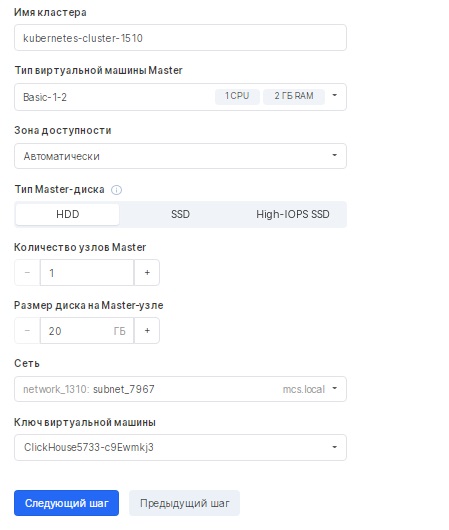 Имя кластера
kubernetes-cluster-1510
Тип виртуальной машины Master
Basic-1-2 1 CPU 2 ГБ RAM
Зона доступности
Автоматически
Тип Master-диска
HDD SSD High-IOPS SSD
Количество узлов Master
− 1 +
Размер диска на Master-узле
− 20 ГБ +
Сеть
network_1310: subnet_7967 mcs.local
Ключ виртуальной машины
ClickHouse5733-c9Ewmkj3
Следующий шаг Предыдущий шаг